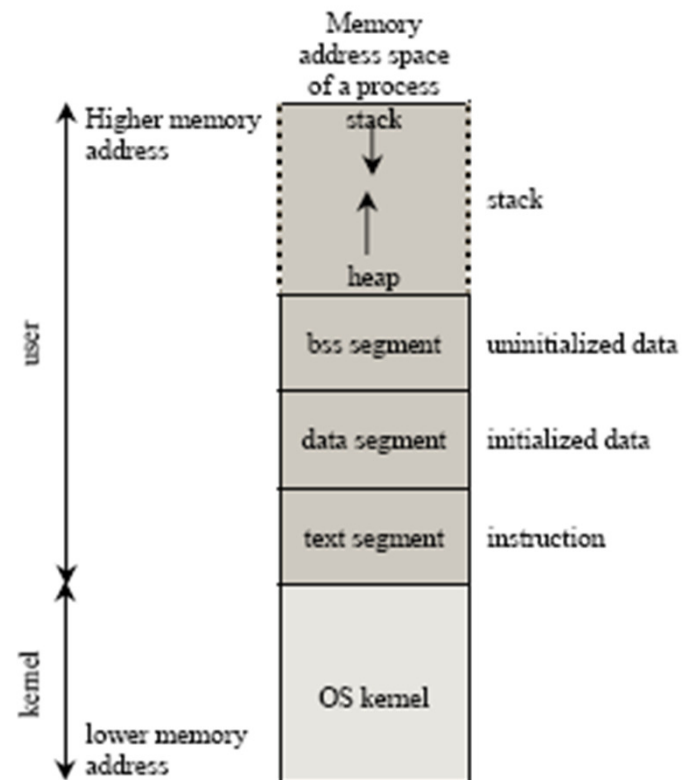 Memory
address space
of a process
Higher memory
address
stack
stack
heap
user
bss segment
uninitialized data
data segment
initialized data
text segment
instruction
kernel
OS kernel
lower memory
address